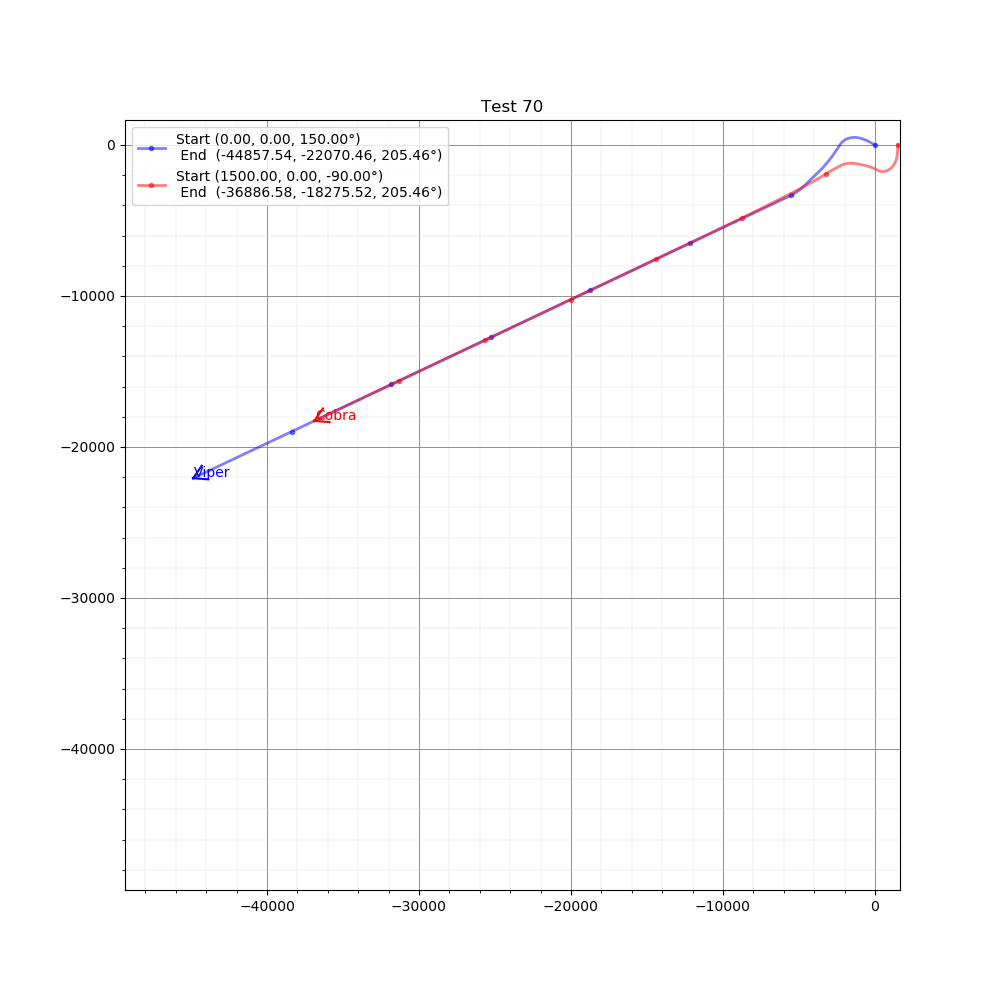 Test 70
Start (0.00, 0.00, 150.00°)
End (-44857.54, -22070.46, 205.46°)
Start (1500.00, 0.00, -90.00°)
End (-36886.58, -18275.52, 205.46°)
0
−10000
−20000
−30000
−40000
Cobra
Viper
−40000
−30000
−20000
−10000
0